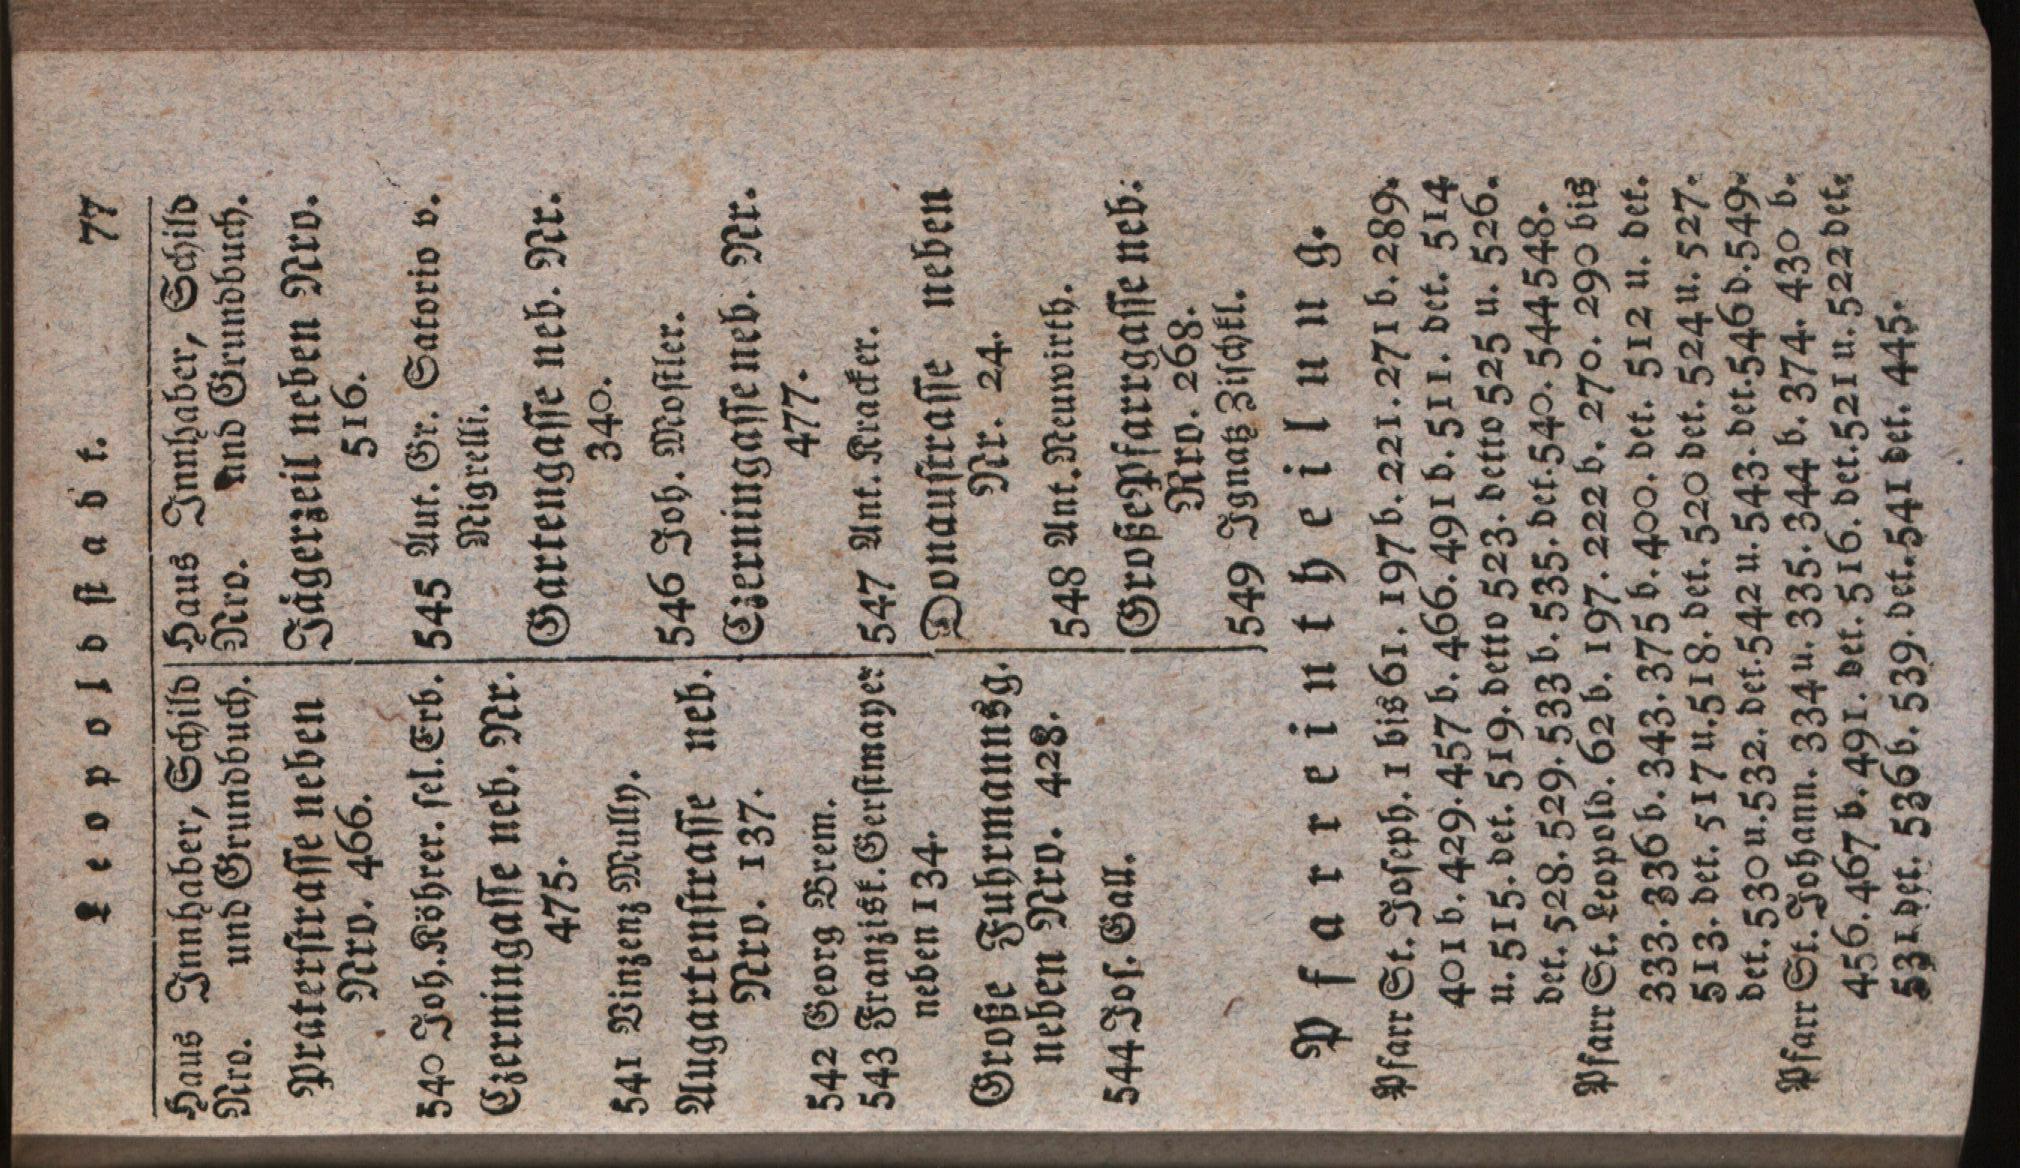 Leopoldstadt. 77
Haus Innhaber, Schild
Nro. und Grundbuch.
Praterstrasse neben
Nro. 466.
540 Joh. Köhrer. sel. Erb.
Czerningasse neb. Nr.
475.
541 Vinzenz Mully.
Augartenstrasse neb.
Nro. 137.
542 Georg Brem.
543 Franzisk. Gerstmayer
neben 134.
Große Fuhrmannsg.
neben Nro. 428.
544 Jos. Gall.
Haus Innhaber, Schild
Nro. und Grundbuch.
Jägerzeil neben Nro.
516.
545 Aut. Gr. Satorio v.
Nigrelli.
Gartengasse neb. Nr.
340.
546 Joh. Mostler.
Czerningasse neb. Nr.
477.
547 Ant. Kracker.
Donaustrasse neben
Nr. 24.
548 Ant. Neuwirth.
Große Pfarrgasse neb.
Nro. 268.
549 Ignatz Zischkl.
Pfarreintheilung.
Pfarr St. Joseph. 1 bis 61. 197 b. 221. 271 b. 289.
401 b. 429. 457 b. 466. 491 b. 511. det. 514
u. 515. det. 519. detto 523. detto 525 u. 526.
det. 528. 529. 533 b. 535. det. 540. 544 548.
Pfarr St. Leopold. 62 b. 197. 222 b. 270. 290 bis
333. 336 b. 343. 375 b. 400. det. 512 u. det.
513. det. 517 u. 518. det. 520 det. 524 u. 527.
det. 530 u. 532. det. 542 u. 543. det. 546 b. 549.
Pfarr St. Johann. 334 u. 335. 344 b. 374. 430 b.
456. 467 b. 491. det. 516. det. 521 u. 522 det.
531 det. 536 b. 539. det. 541 det. 445.